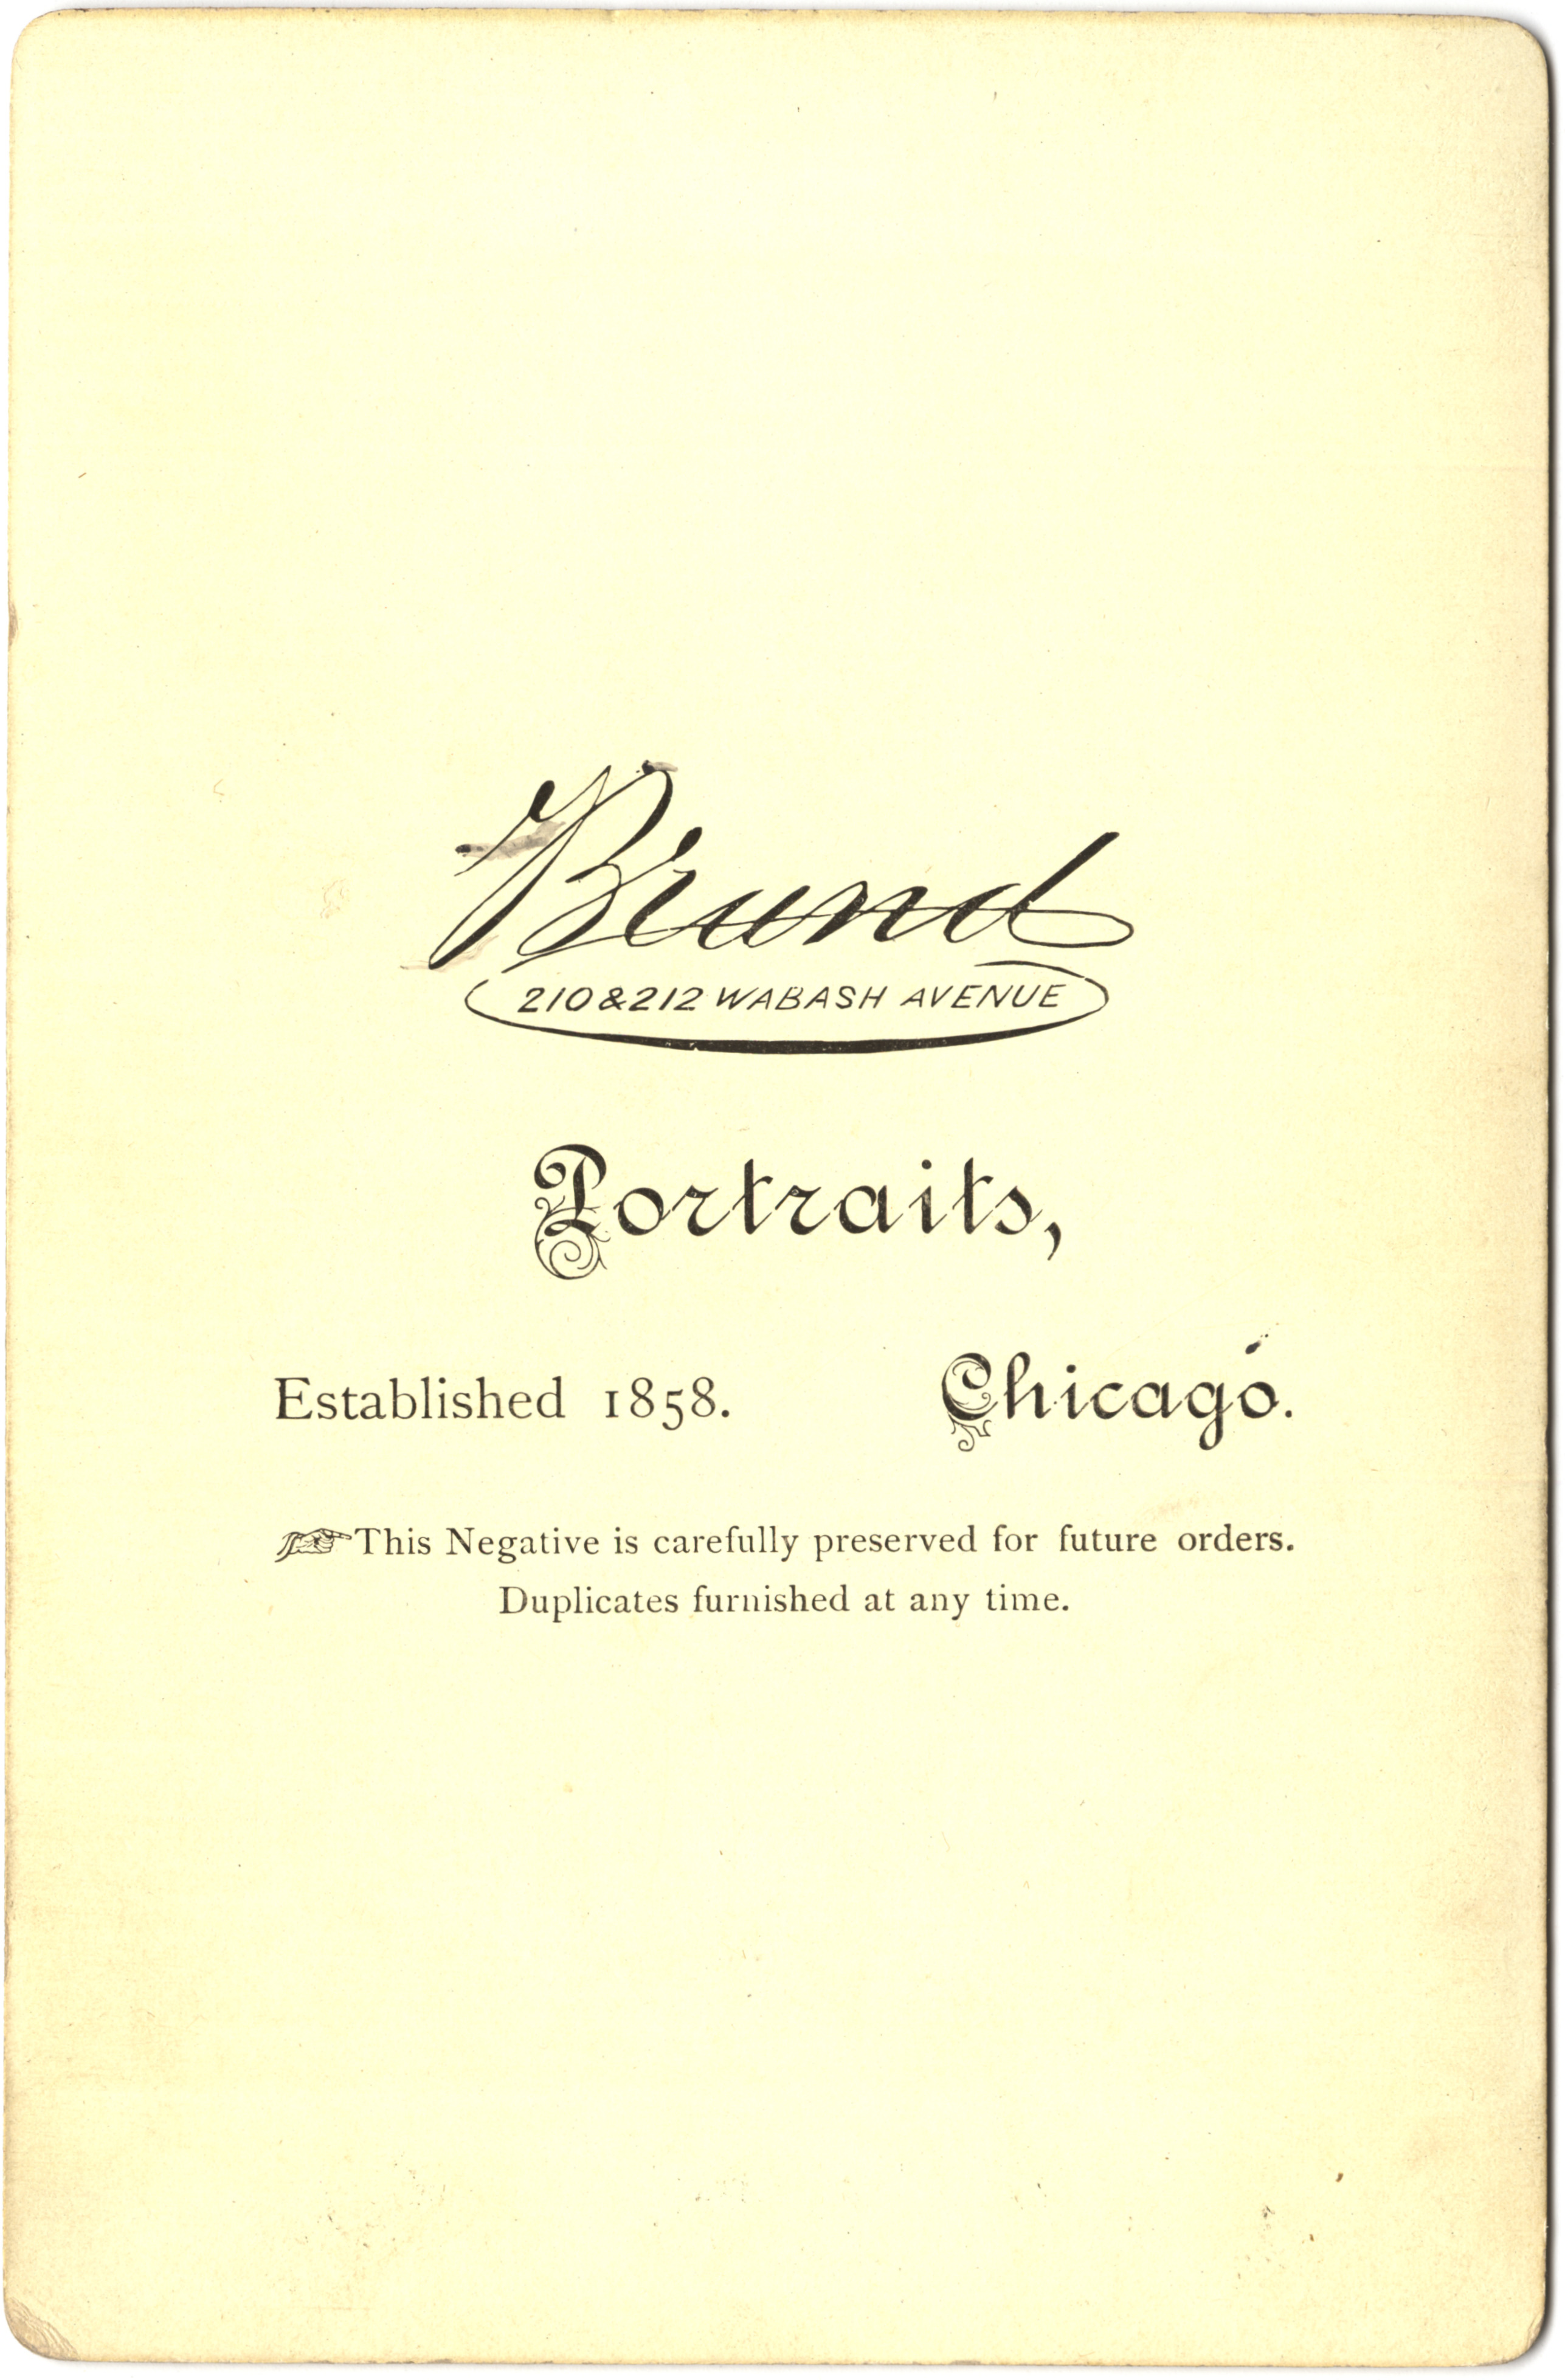 Brand
210 & 212 WABASH AVENUE
Portraits,
Established 1858. Chicago.
☞This Negative is carefully preserved for future orders.
Duplicates furnished at any time.